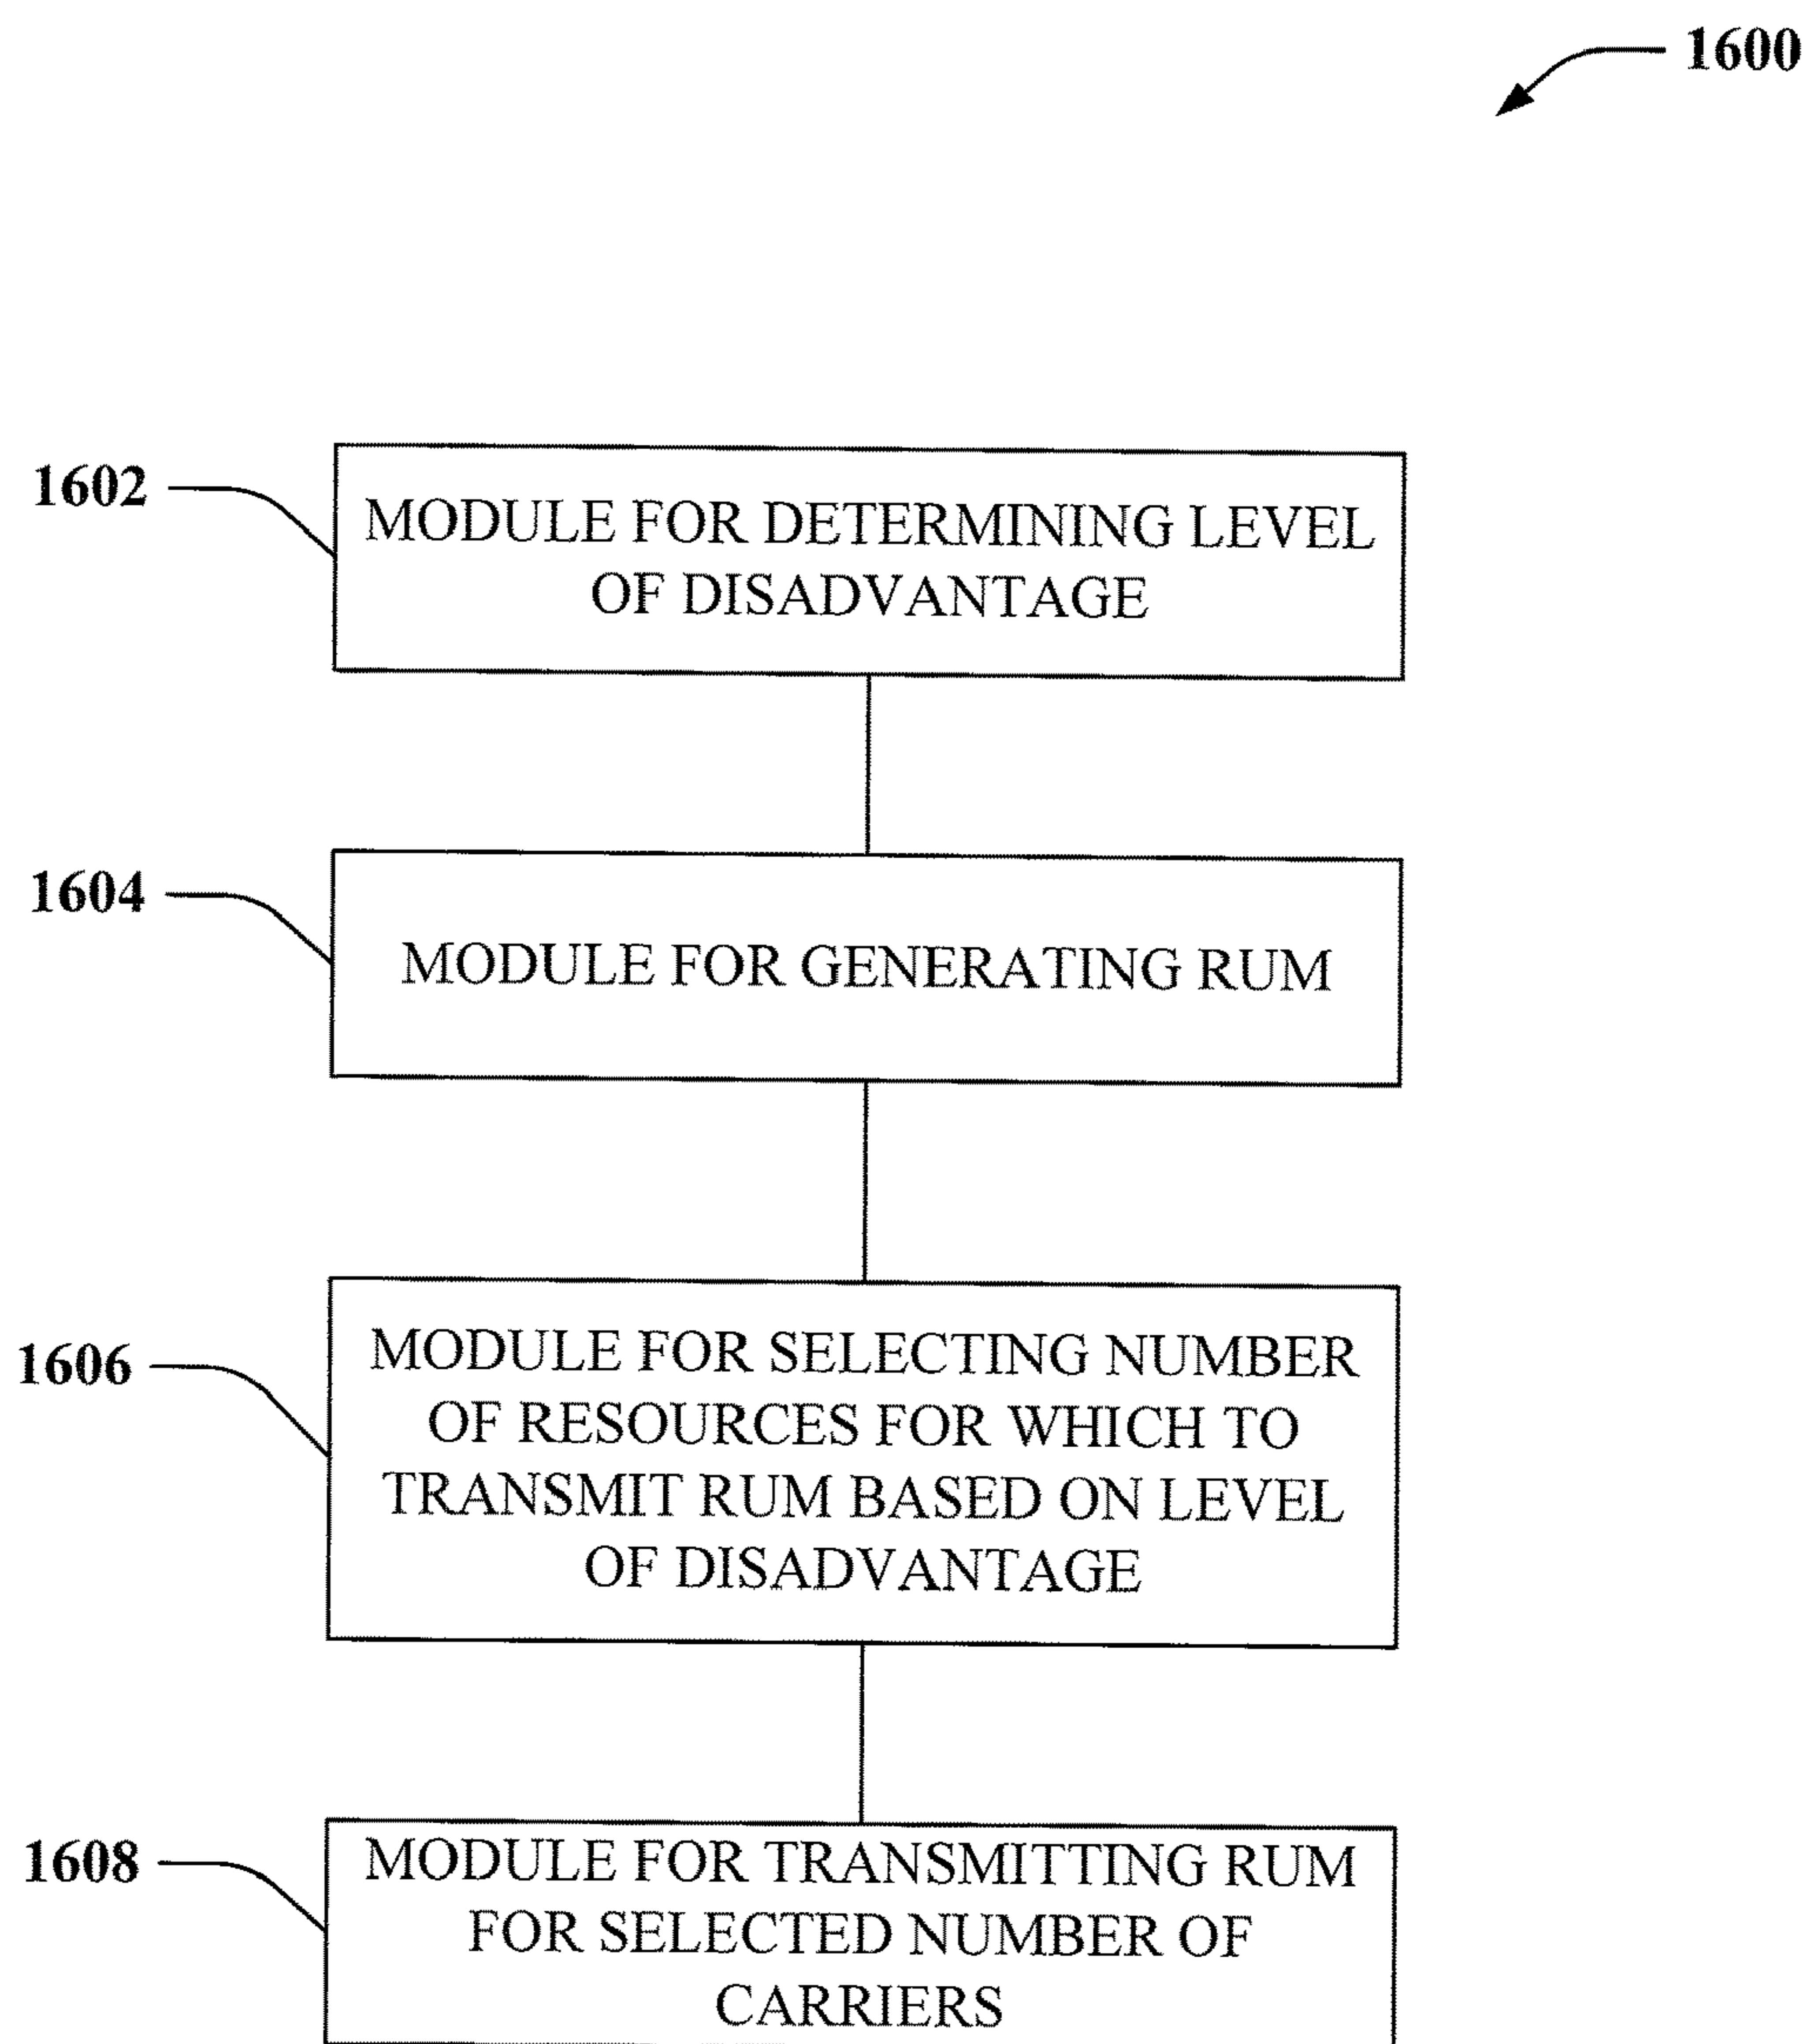 1600
1602
MODULE FOR DETERMINING LEVEL
OF DISADVANTAGE
1604
MODULE FOR GENERATING RUM
1606
MODULE FOR SELECTING NUMBER
OF RESOURCES FOR WHICH TO
TRANSMIT RUM BASED ON LEVEL
OF DISADVANTAGE
1608
MODULE FOR TRANSMITTING RUM
FOR SELECTED NUMBER OF
CARRIERS